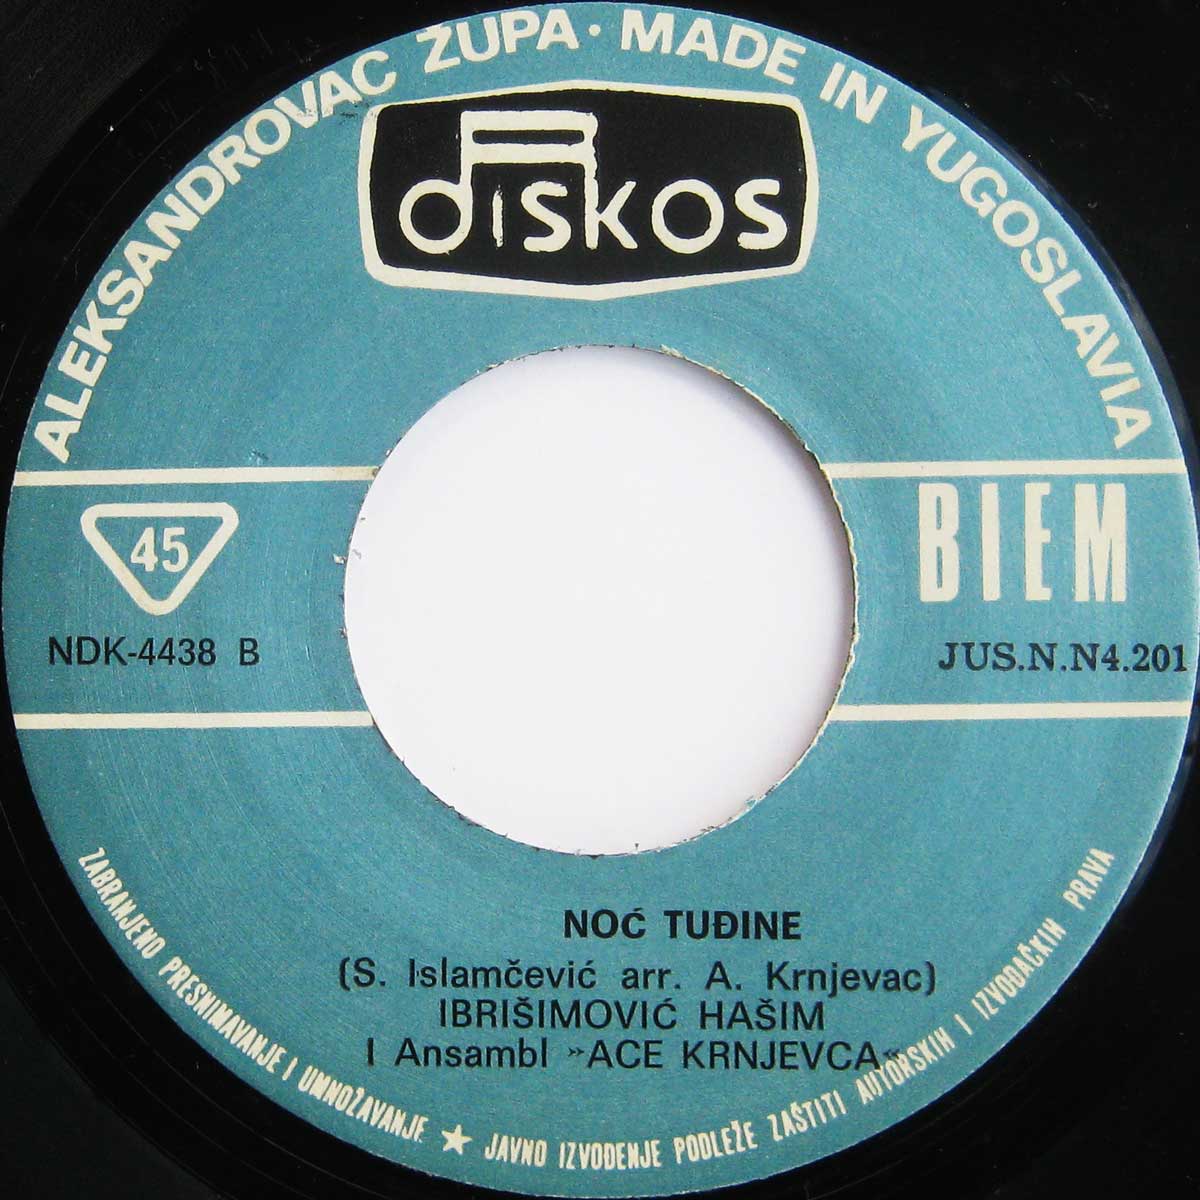 ALEKSANDROVAC ŽUPA · MADE IN YUGOSLAVIA
diskos
45
BIEM
NDK-4438 B
JUS.N.N4.201
NOĆ TUĐINE
(S. Islamčević arr. A. Krnjevac)
IBRIŠIMOVIĆ HAŠIM
I Ansambl »ACE KRNJEVCA«
ZABRANJENO PRESNIMAVANJE I UMNOŽAVANJE ★ JAVNO IZVOĐENJE PODLEŽE ZAŠTITI AUTORSKIH I IZVOĐAČKIH PRAVA